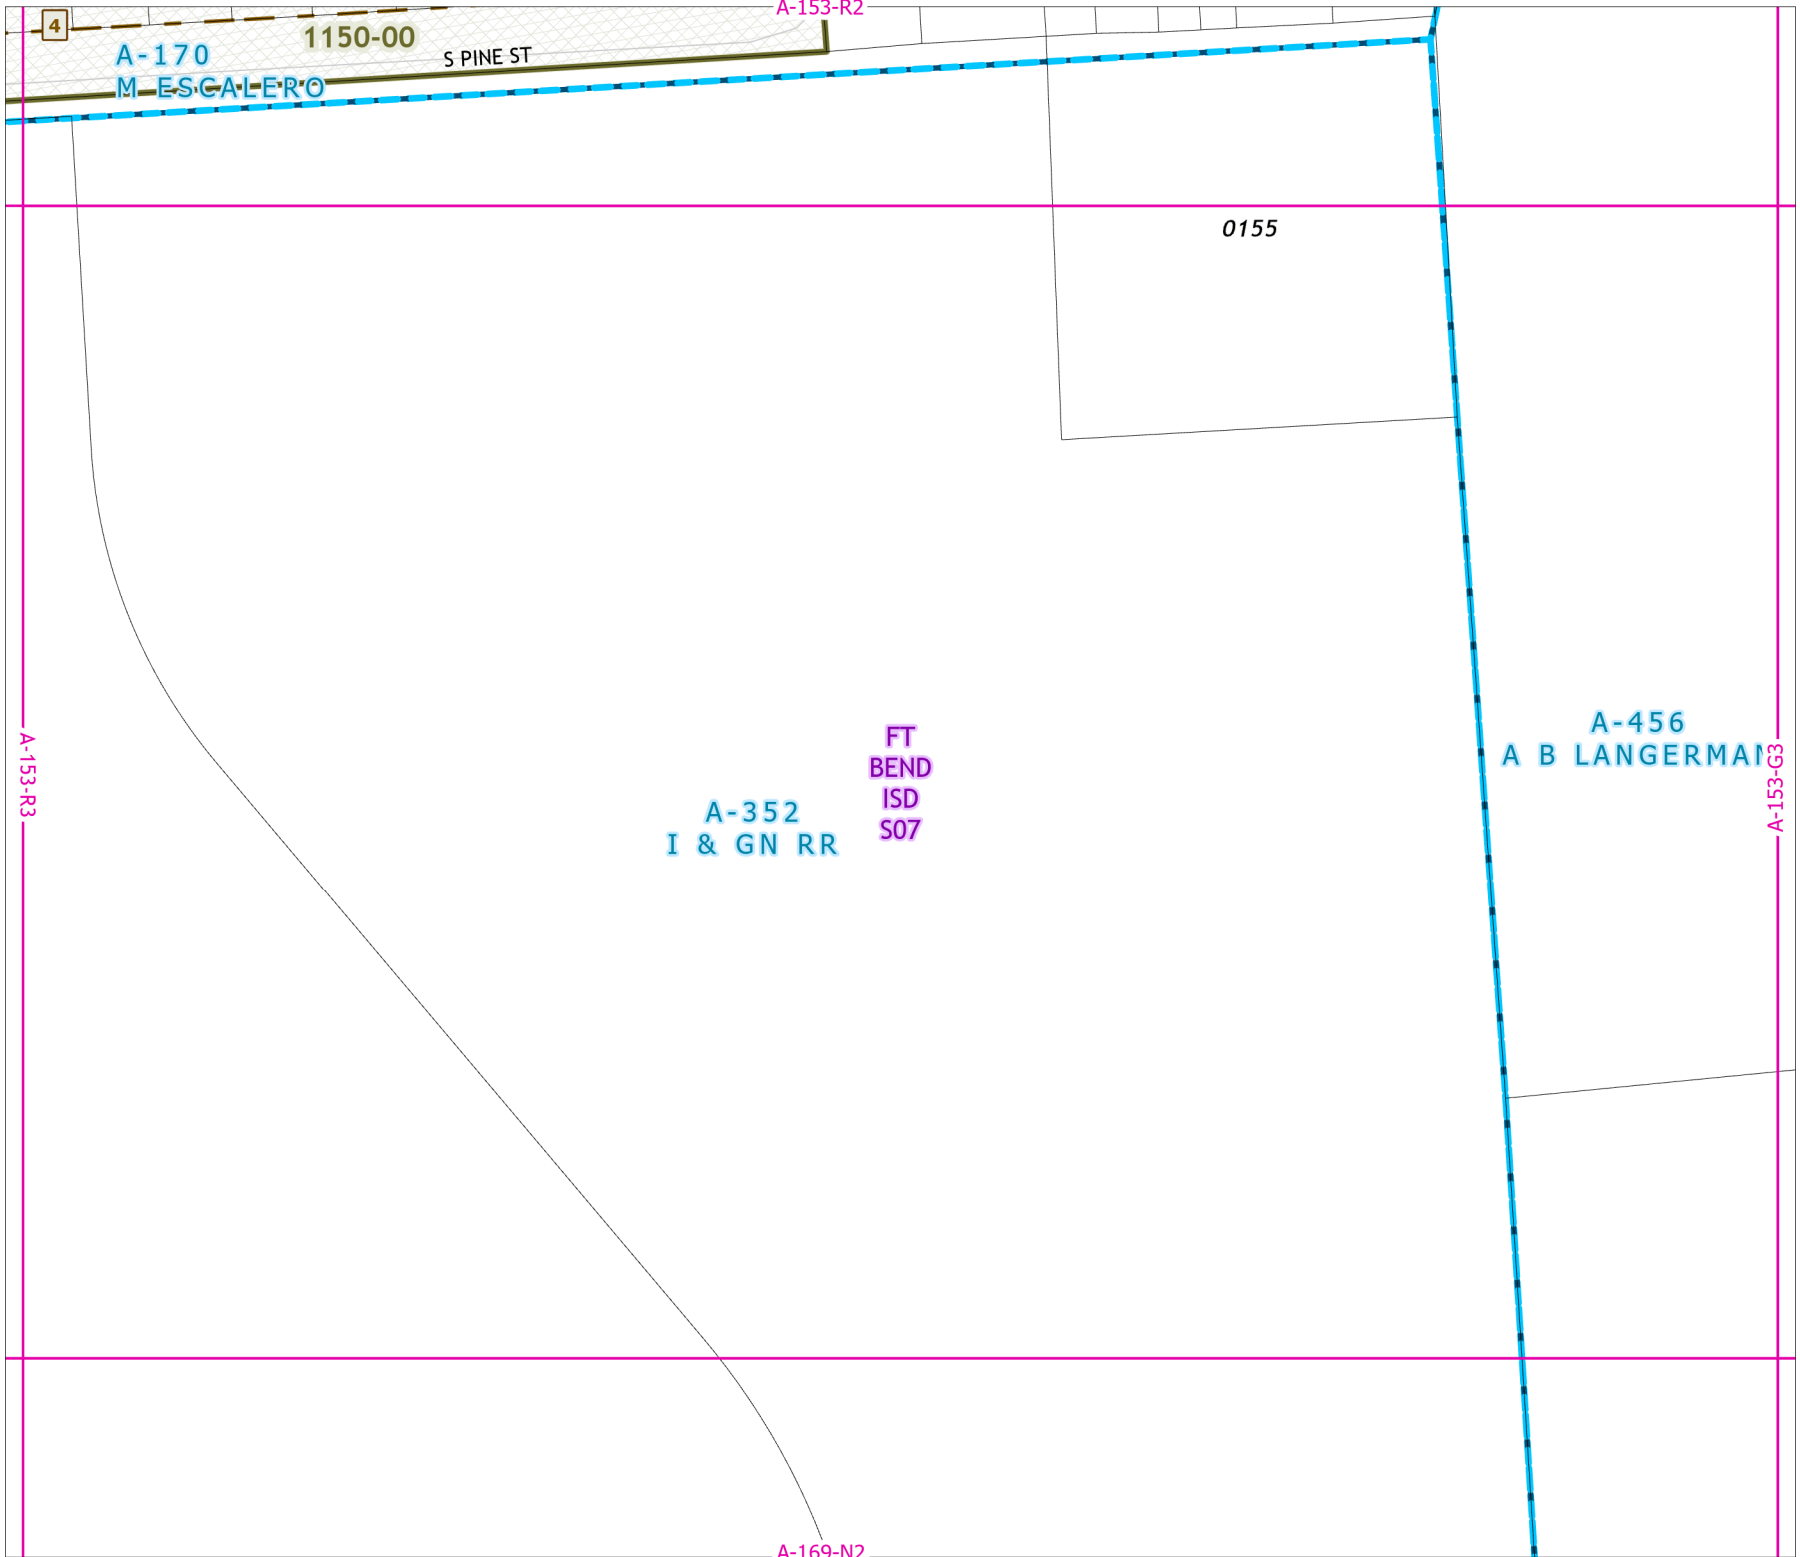 A-153-R2
4
1150-00
A-170
M ESCALERO
S PINE ST
0155
A-153-R3
FT
BEND
ISD
S07
A-352
I & GN RR
A-456
A B LANGERMAN
A-153-G3
A-169-N2